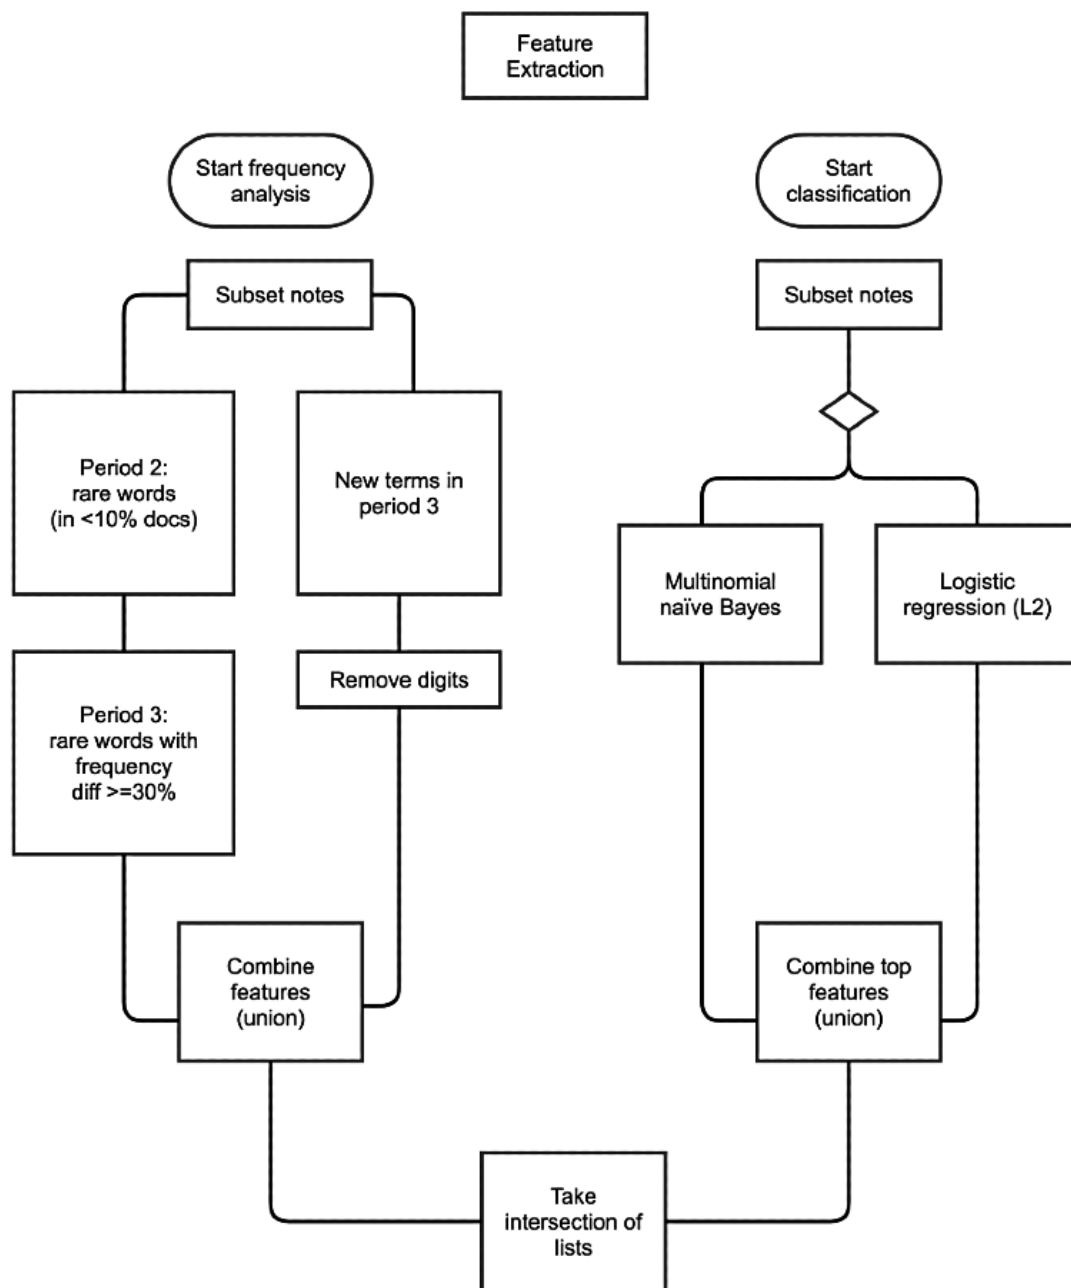 Feature
Extraction
Start frequency
analysis
Start
classification
Subset notes
Subset notes
Period 2:
rare words
(in <10% docs)
New terms in
period 3
Multinomial
naïve Bayes
Logistic
regression (L2)
Remove digits
Period 3:
rare words with
frequency
diff >=30%
Combine
features
(union)
Combine top
features
(union)
Take
intersection of
lists